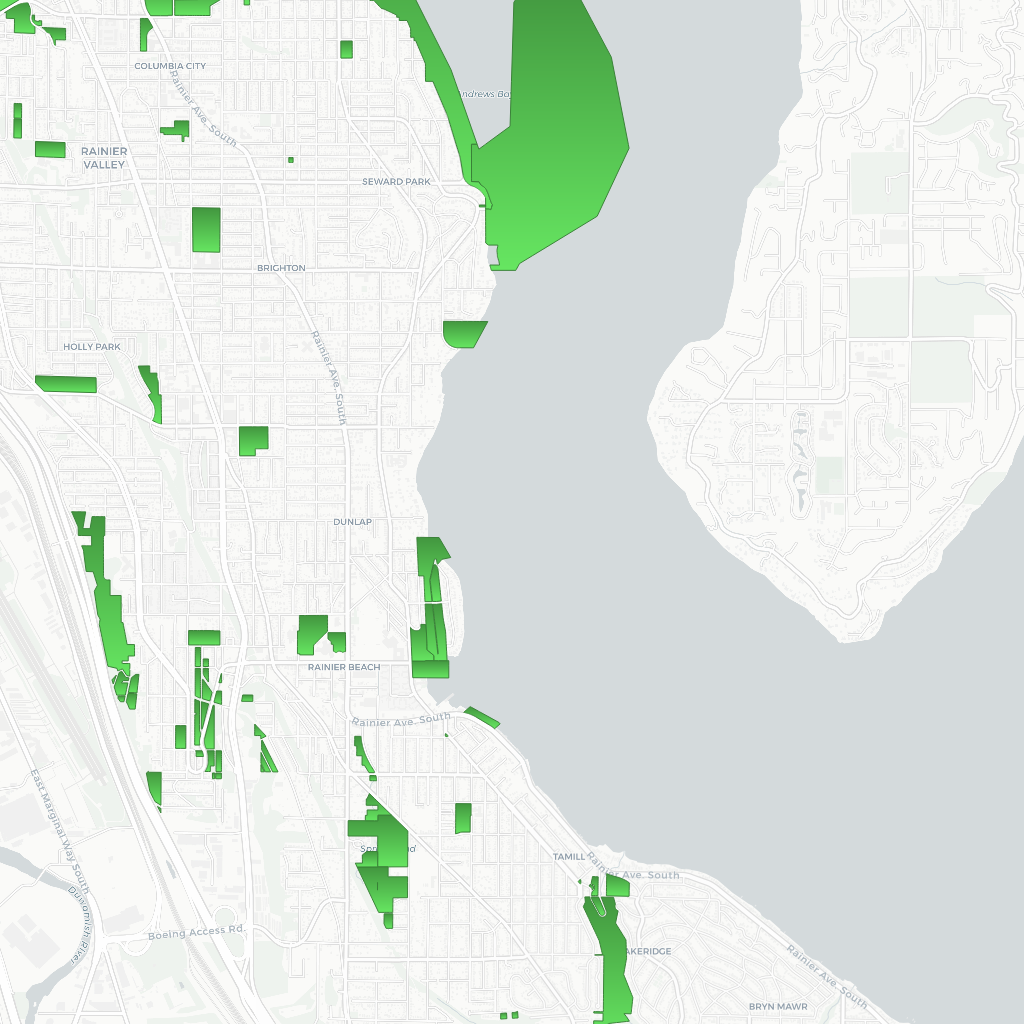 COLUMBIA CITY
Rainier Ave. South
RAINIER
VALLEY
SEWARD PARK
BRIGHTON
HOLLY PARK
Rainier Ave. South
DUNLAP
RAINIER BEACH
Rainier Ave. South
East Marginal Way South
TAMILL
Rainier Ave. South
Duwamish River
Boeing Access Rd.
AKERIDGE
Rainier Ave. South
BRYN MAWR